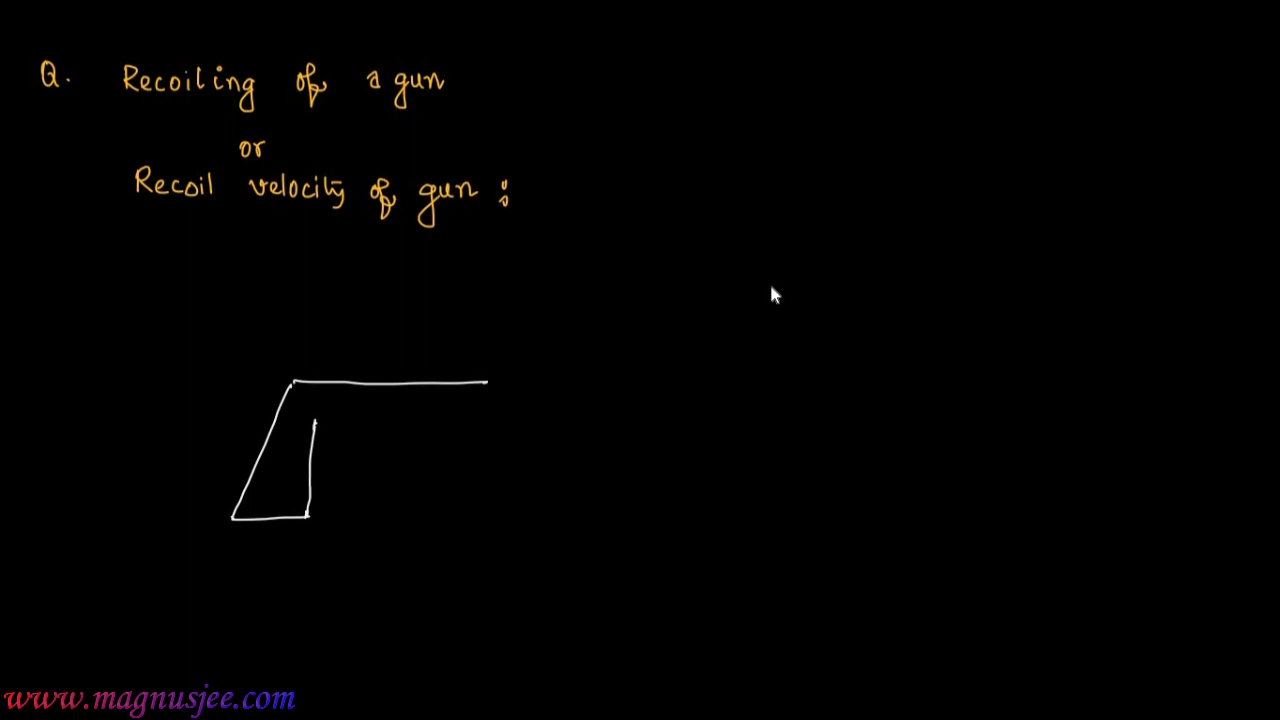 Q. Recoiling of a gun
or
Recoil velocity of gun :
www.magnusjee.com